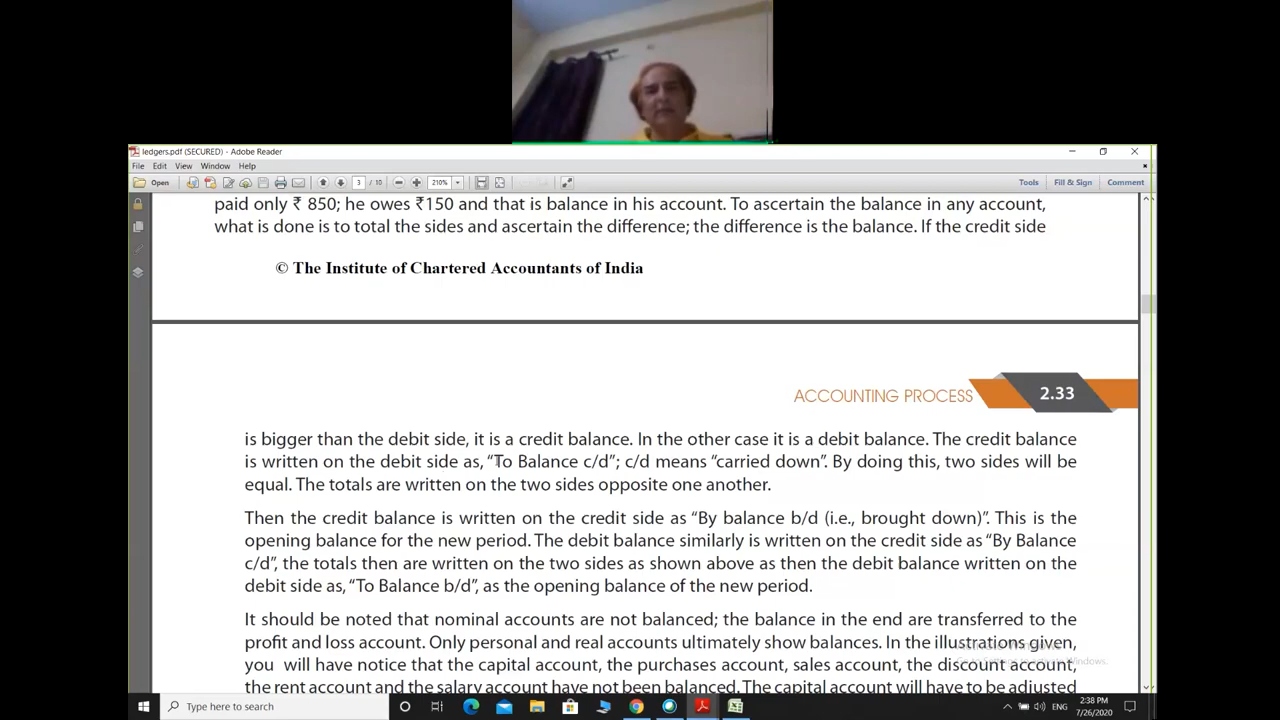 ledgers.pdf (SECURED) - Adobe Reader
File Edit View Window Help
Open 3 / 10 210% Tools Fill & Sign Comment
paid only ₹ 850; he owes ₹150 and that is balance in his account. To ascertain the balance in any account,
what is done is to total the sides and ascertain the difference; the difference is the balance. If the credit side
© The Institute of Chartered Accountants of India
ACCOUNTING PROCESS 2.33
is bigger than the debit side, it is a credit balance. In the other case it is a debit balance. The credit balance
is written on the debit side as, “To Balance c/d”; c/d means “carried down”. By doing this, two sides will be
equal. The totals are written on the two sides opposite one another.
Then the credit balance is written on the credit side as “By balance b/d (i.e., brought down)”. This is the
opening balance for the new period. The debit balance similarly is written on the credit side as “By Balance
c/d”, the totals then are written on the two sides as shown above as then the debit balance written on the
debit side as, “To Balance b/d”, as the opening balance of the new period.
It should be noted that nominal accounts are not balanced; the balance in the end are transferred to the
profit and loss account. Only personal and real accounts ultimately show balances. In the illustrations given,
you will have notice that the capital account, the purchases account, sales account, the discount account,
the rent account and the salary account have not been balanced. The capital account will have to be adjusted
Type here to search
ENG
2:38 PM
7/26/2020